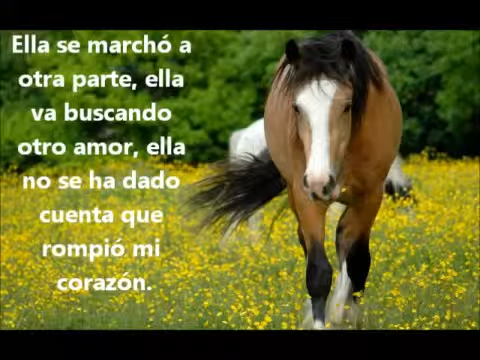 Ella se marchó a
otra parte, ella
va buscando
otro amor, ella
no se ha dado
cuenta que
rompió mi
corazón.